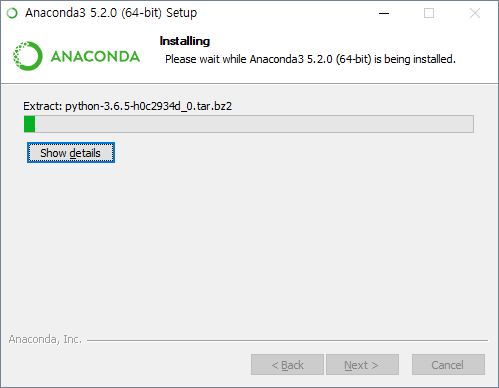 Anaconda3 5.2.0 (64-bit) Setup
Installing
Please wait while Anaconda3 5.2.0 (64-bit) is being installed.
ANACONDA
Extract: python-3.6.5-h0c2934d_0.tar.bz2
Show details
Anaconda, Inc.
< Back
Next >
Cancel